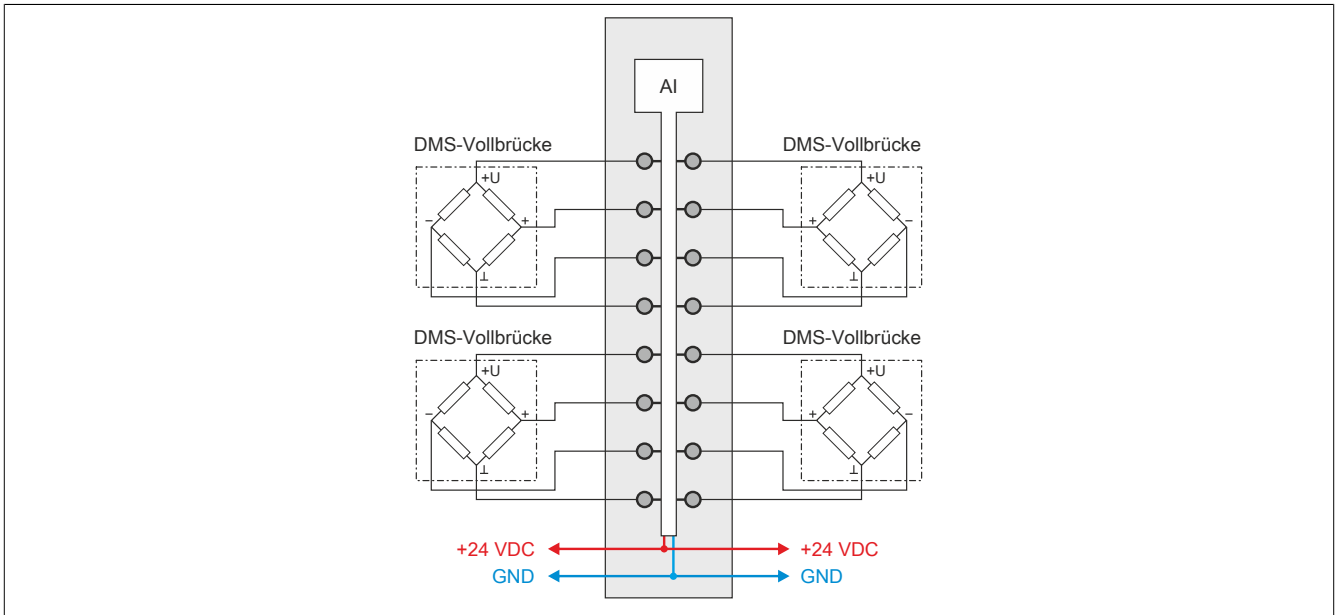 AI
DMS-Vollbrücke
DMS-Vollbrücke
+U
+U
− +
+ −
⊥
⊥
DMS-Vollbrücke
DMS-Vollbrücke
+U
+U
− +
+ −
⊥
⊥
+24 VDC
+24 VDC
GND
GND